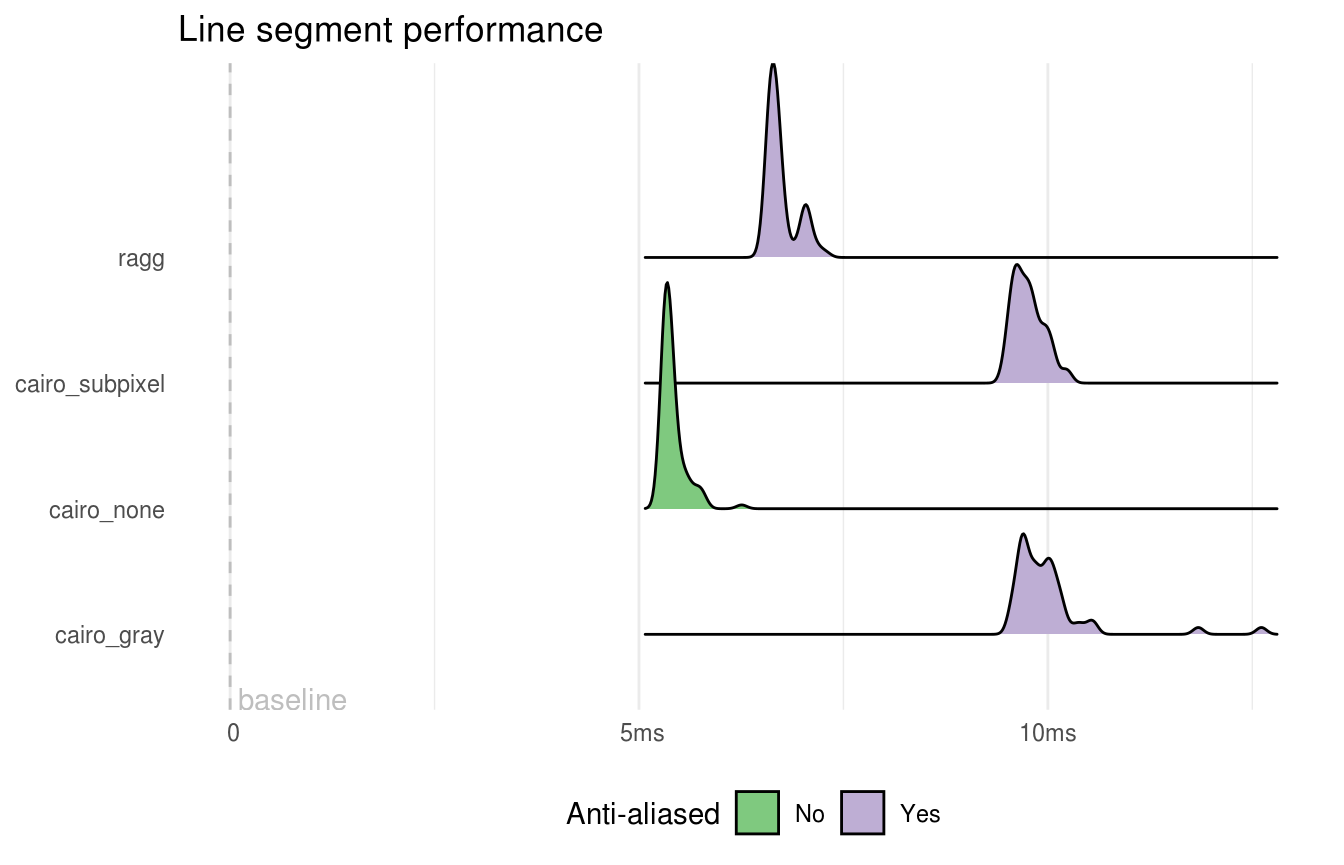 Line segment performance
ragg
cairo_subpixel
cairo_none
cairo_gray
baseline
0 5ms 10ms
Anti-aliased No Yes